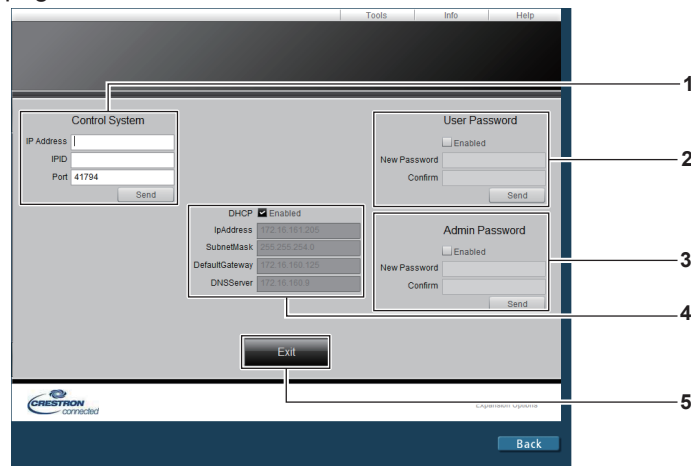 Tools Info Help
1
Control System
IP Address
IPID
Port 41794
Send
User Password
Enabled
New Password
Confirm
Send
2
DHCP Enabled
IpAddress 172.16.161.205
SubnetMask 255.255.254.0
DefaultGateway 172.16.160.125
DNSServer 172.16.160.9
Admin Password
Enabled
New Password
Confirm
Send
3
4
Exit
CRESTRON
connected
Expansion Options
5
Back